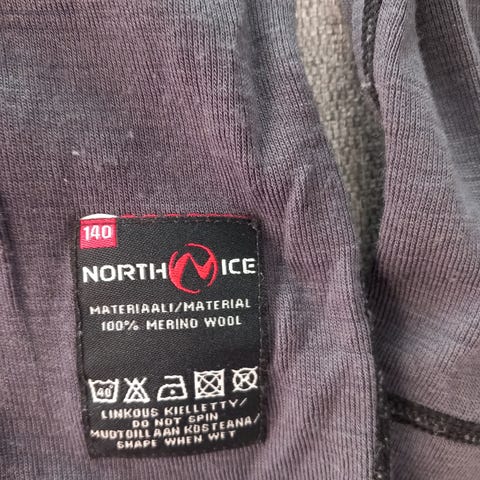 140
NORTH N ICE
MATERIAALI/MATERIAL
100% MERINO WOOL
40
LINKOUS KIELLETTY/
DO NOT SPIN
MUOTOILLAAN KOSTEANA/
SHAPE WHEN WET